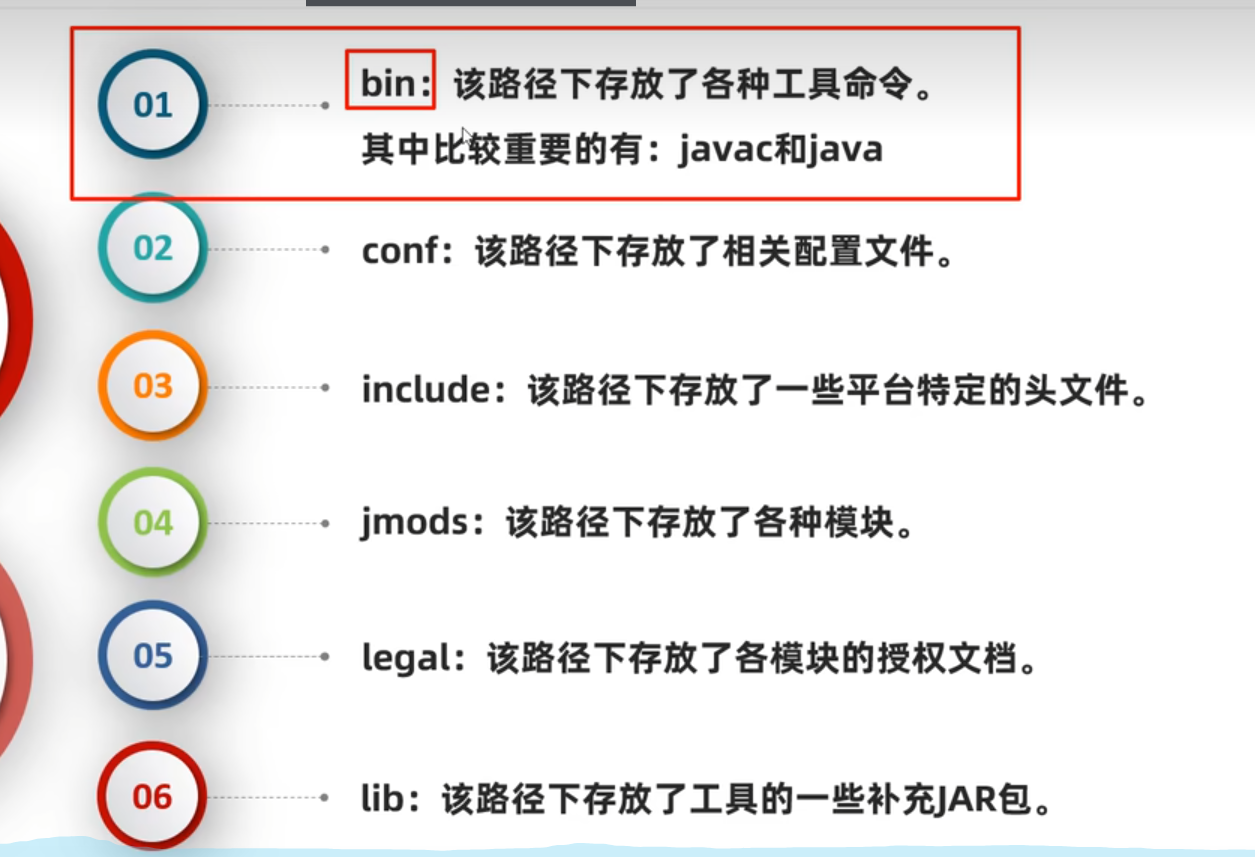 01
bin：该路径下存放了各种工具命令。
其中比较重要的有：javac和java
02
conf：该路径下存放了相关配置文件。
03
include：该路径下存放了一些平台特定的头文件。
04
jmods：该路径下存放了各种模块。
05
legal：该路径下存放了各模块的授权文档。
06
lib：该路径下存放了工具的一些补充JAR包。